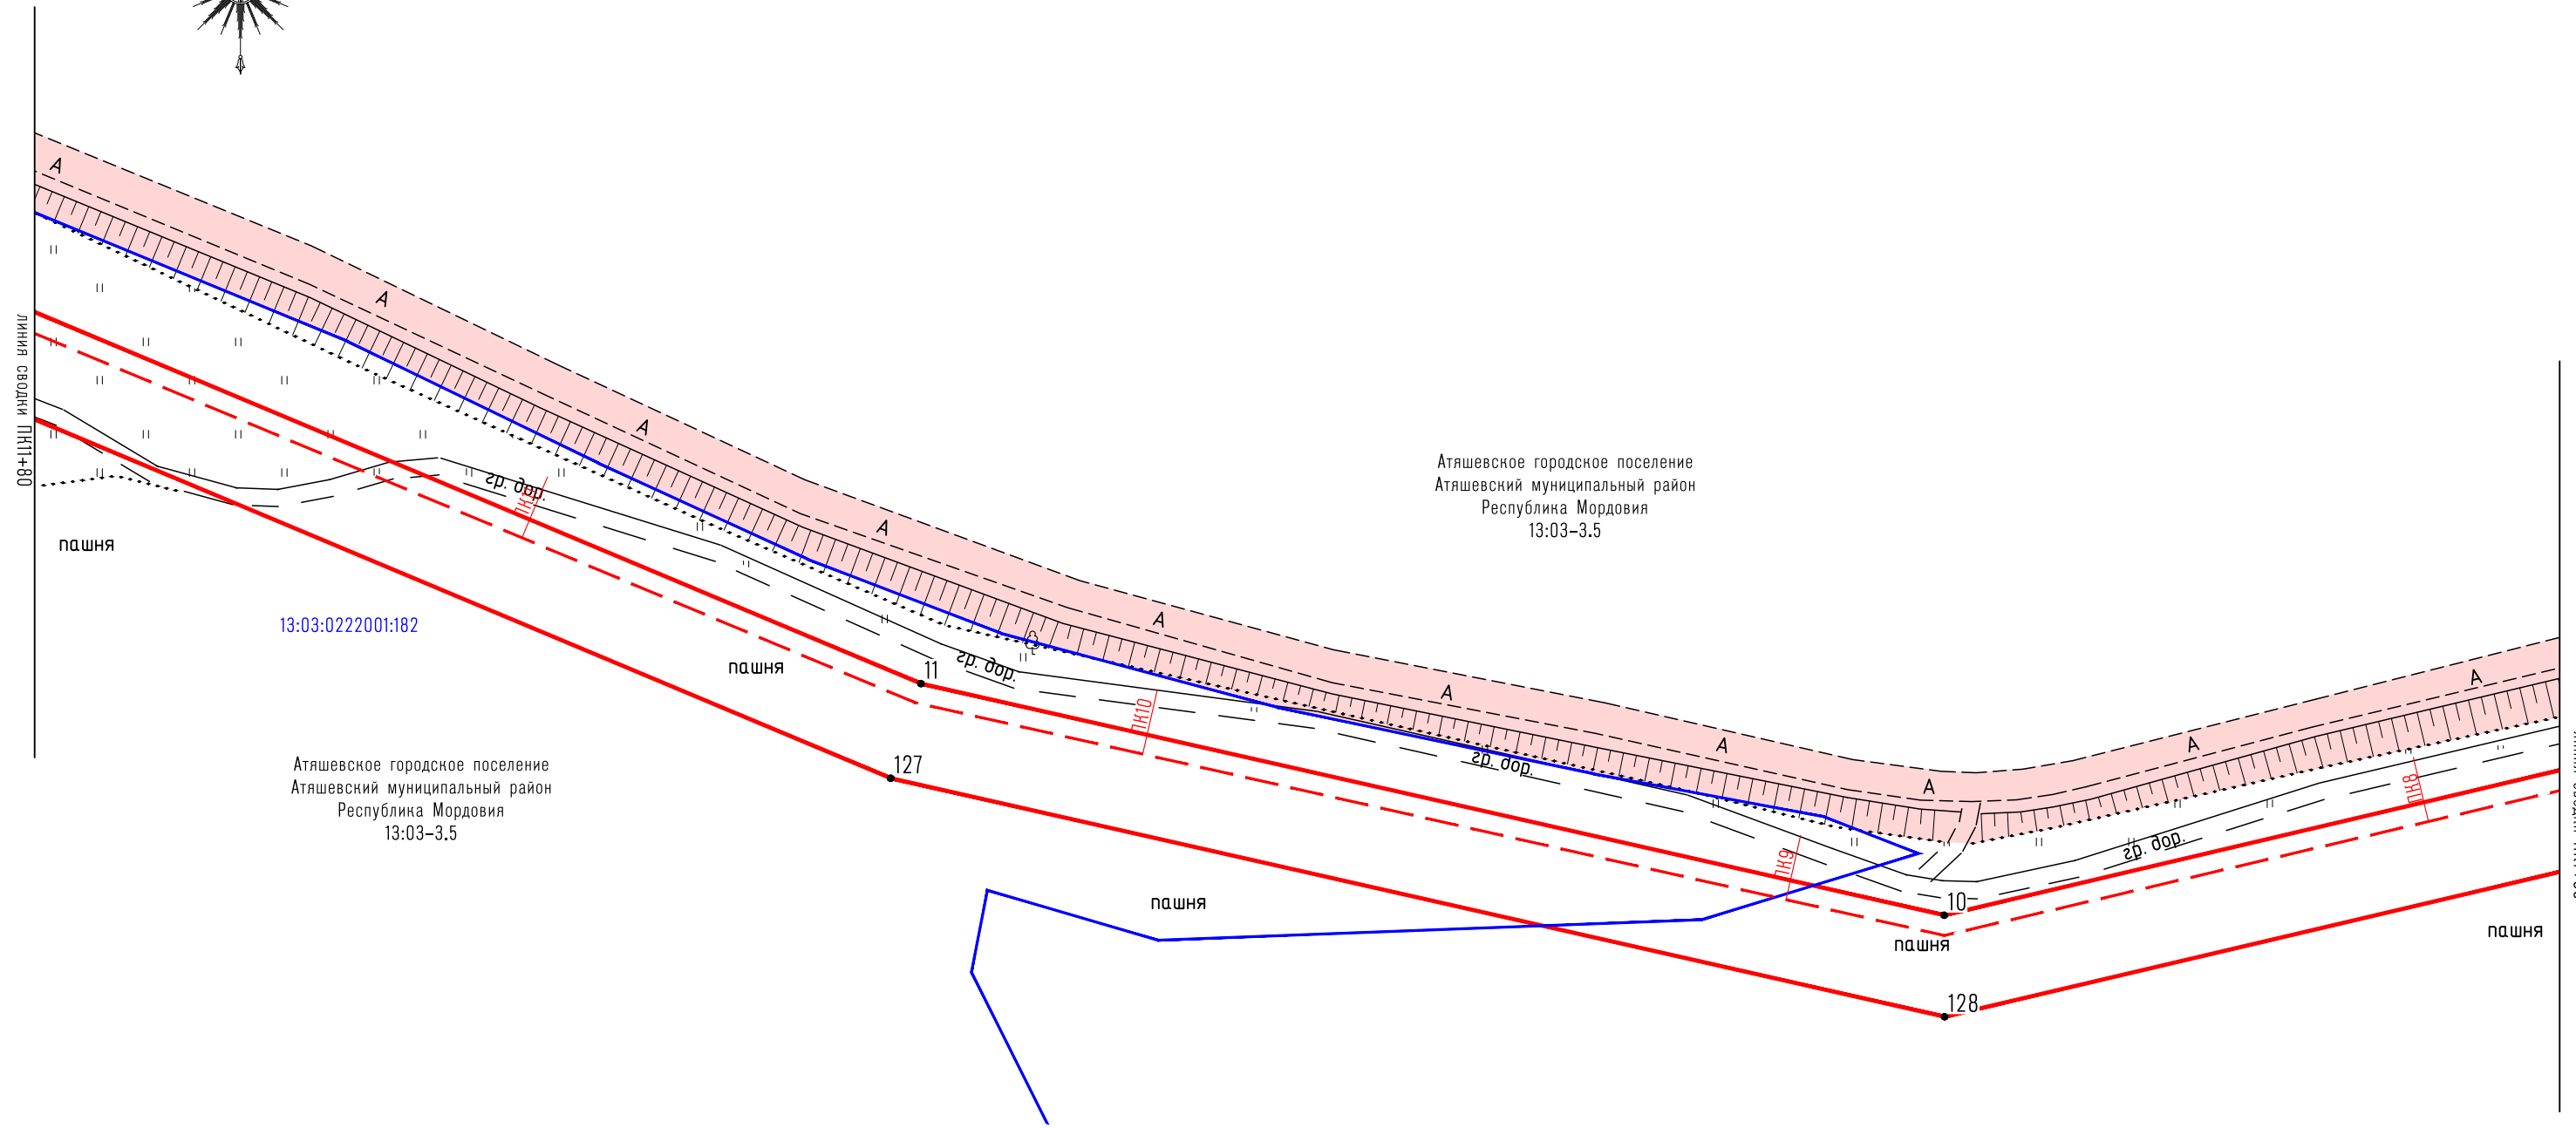 А
А
А
А
А
А
А
А
А
А
линия сводки ПК11+80
Атяшевское городское поселение
Атяшевский муниципальный район
Республика Мордовия
13:03-3.5
гр. дор.
пашня
13:03:0222001:182
пашня
11
гр. дор.
ПК10
гр. дор.
127
Атяшевское городское поселение
Атяшевский муниципальный район
Республика Мордовия
13:03-3.5
ПК9
гр. дор.
ПК8
10
пашня
пашня
пашня
128